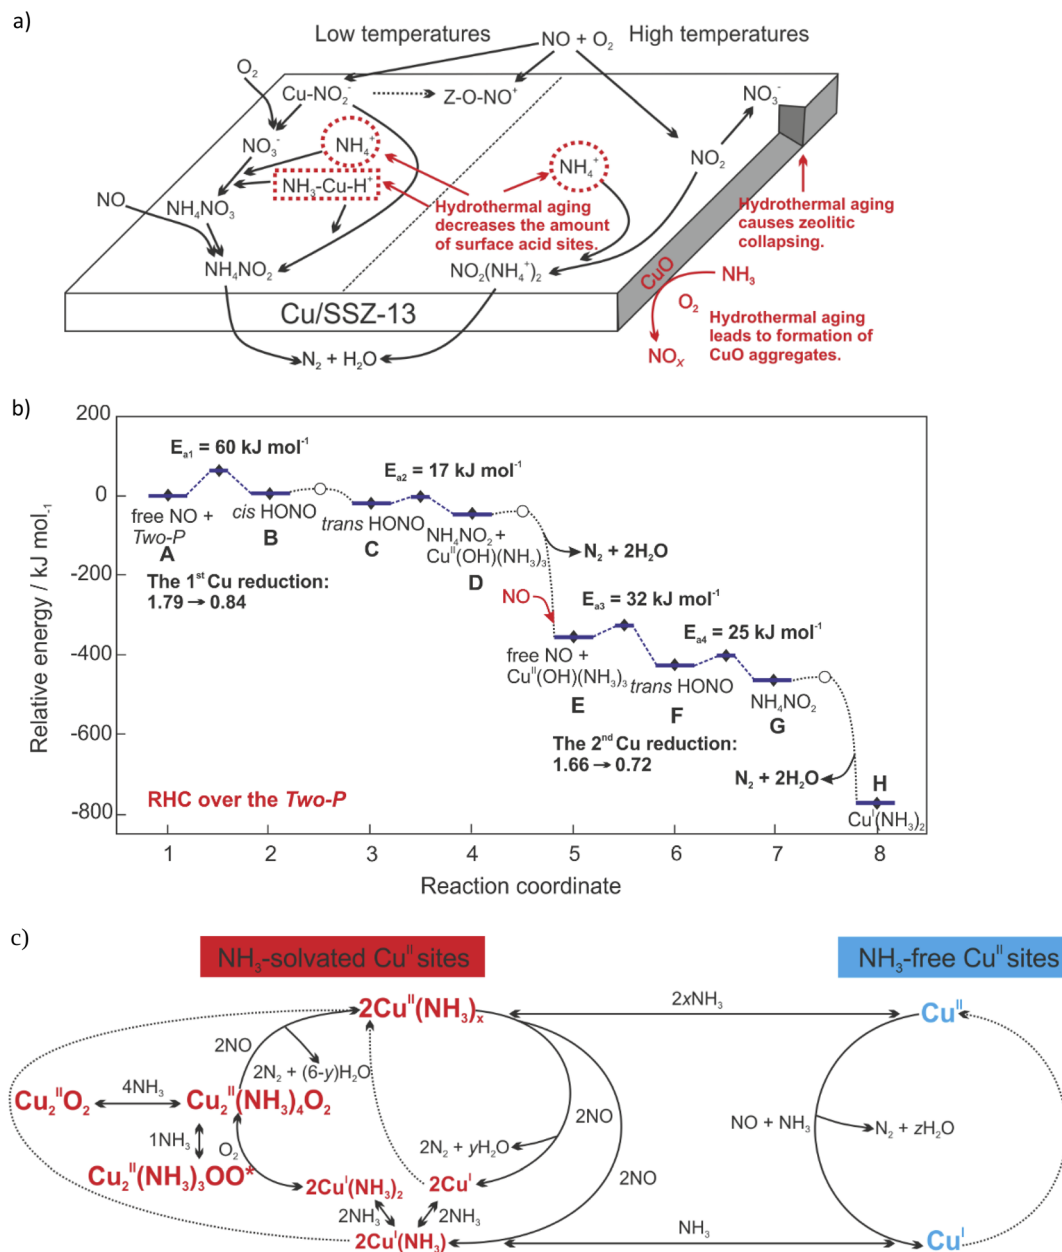 a)
Low temperatures
NO + O₂
High temperatures
O₂
Cu-NO₂⁻
Z-O-NO⁺
NO₃⁻
NO₃⁻
NH₄⁺
NO₂
NH₄⁺
NH₃-Cu-H⁺
NO
NH₄NO₃
Hydrothermal aging
decreases the amount
of surface acid sites.
Hydrothermal aging
causes zeolitic
collapsing.
NH₄NO₂
NO₂(NH₄⁺)₂
CuO
NH₃
O₂
Cu/SSZ-13
Hydrothermal aging
leads to formation of
CuO aggregates.
NOₓ
N₂ + H₂O
b)
200
0
-200
-400
-600
-800
Relative energy / kJ mol⁻¹
Eₐ₁ = 60 kJ mol⁻¹
Eₐ₂ = 17 kJ mol⁻¹
free NO +
Two-P
A
cis HONO
B
trans HONO
C
NH₄NO₂ +
Cuᴵᴵ(OH)(NH₃)₃
D
N₂ + 2H₂O
The 1ˢᵗ Cu reduction:
1.79 → 0.84
NO
Eₐ₃ = 32 kJ mol⁻¹
Eₐ₄ = 25 kJ mol⁻¹
free NO +
Cuᴵᴵ(OH)(NH₃)₃
E
trans HONO
F
NH₄NO₂
G
The 2ⁿᵈ Cu reduction:
1.66 → 0.72
N₂ + 2H₂O
H
Cuᴵ(NH₃)₂
RHC over the Two-P
1 2 3 4 5 6 7 8
Reaction coordinate
c)
NH₃-solvated Cuᴵᴵ sites
NH₃-free Cuᴵᴵ sites
2Cuᴵᴵ(NH₃)ₓ
2xNH₃
Cuᴵᴵ
2NO
2N₂ + (6-y)H₂O
4NH₃
Cu₂ᴵᴵO₂
Cu₂ᴵᴵ(NH₃)₄O₂
2NO
NO + NH₃
N₂ + zH₂O
1NH₃
O₂
2N₂ + yH₂O
Cu₂ᴵᴵ(NH₃)₃OO*
2NO
2Cuᴵ(NH₃)₂
2Cuᴵ
2NH₃
2NH₃
NH₃
2Cuᴵ(NH₃)
Cuᴵ